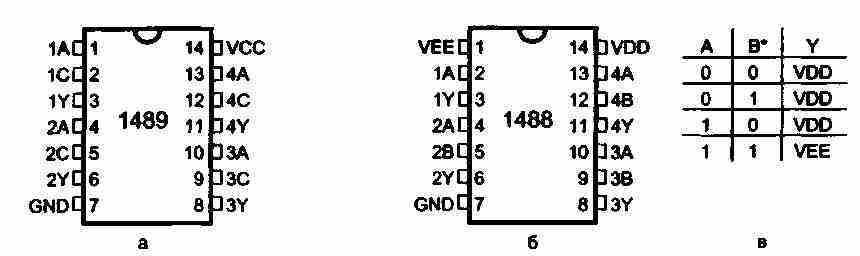 1A 1 14 VCC
1C 2 13 4A
1Y 3 12 4C
1489
2A 4 11 4Y
2C 5 10 3A
2Y 6 9 3C
GND 7 8 3Y
а
VEE 1 14 VDD
1A 2 13 4A
1Y 3 12 4B
1488
2A 4 11 4Y
2B 5 10 3A
2Y 6 9 3B
GND 7 8 3Y
б
A B* Y
0 0 VDD
0 1 VDD
1 0 VDD
1 1 VEE
в